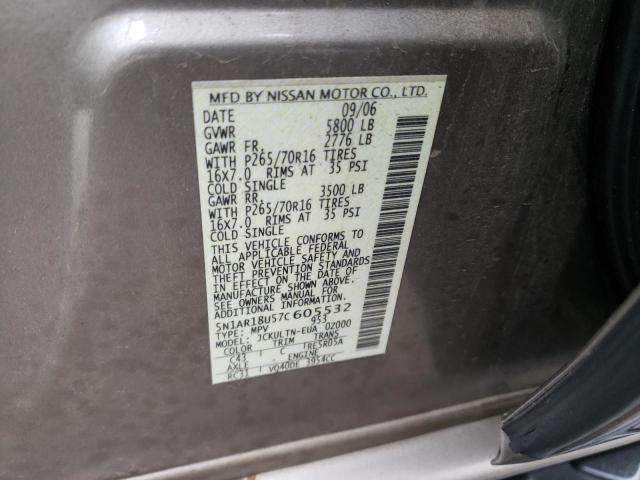 MFD BY NISSAN MOTOR CO., LTD.
DATE 09/06
GVWR 5800 LB
GAWR FR. 2776 LB
WITH P265/70R16 TIRES
16X7.0 RIMS AT 35 PSI
COLD SINGLE
GAWR RR. 3500 LB
WITH P265/70R16 TIRES
16X7.0 RIMS AT 35 PSI
COLD SINGLE
THIS VEHICLE CONFORMS TO
ALL APPLICABLE FEDERAL
MOTOR VEHICLE SAFETY AND
THEFT PREVENTION STANDARDS
IN EFFECT ON THE DATE OF
MANUFACTURE SHOWN ABOVE.
SEE OWNERS MANUAL FOR
ADDITIONAL INFORMATION.
5N1AR18U57C605532
TYPE: MPV 953
MODEL: JCKULTN-EUA 0Z000
COLOR TRIM TRANS
C43 C 1RE5R05A
AXLE ENGINE
RC31 VQ40DE 3954CC